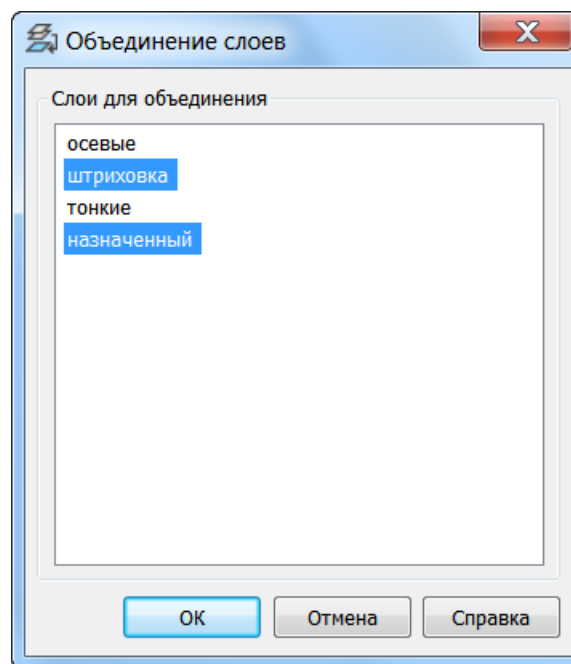 Объединение слоев
Слои для объединения
осевые
штриховка
тонкие
назначенный
ОК
Отмена
Справка